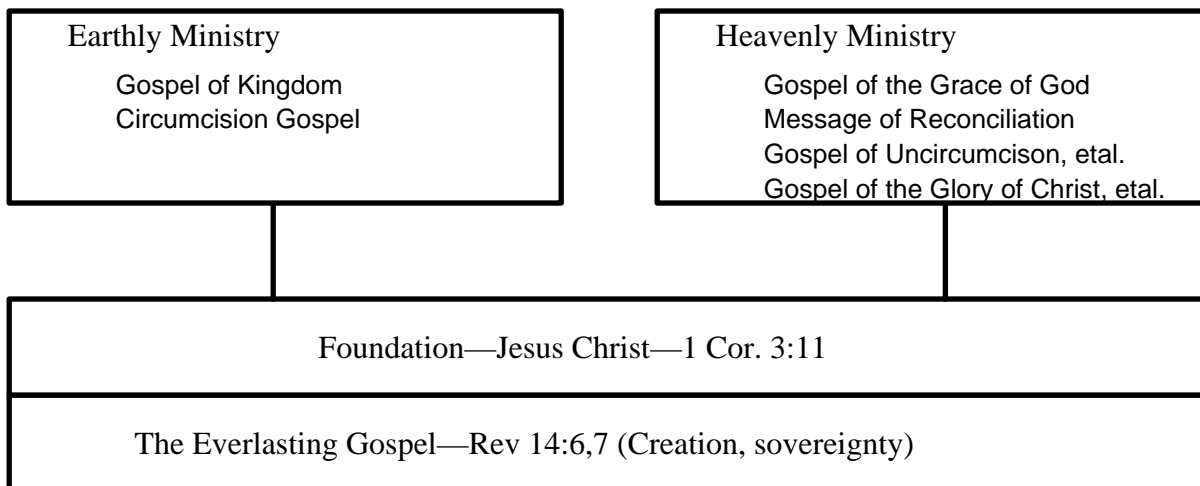 Earthly Ministry
Gospel of Kingdom
Circumcision Gospel
Heavenly Ministry
Gospel of the Grace of God
Message of Reconciliation
Gospel of Uncircumcison, etal.
Gospel of the Glory of Christ, etal.
Foundation—Jesus Christ—1 Cor. 3:11
The Everlasting Gospel—Rev 14:6,7 (Creation, sovereignty)